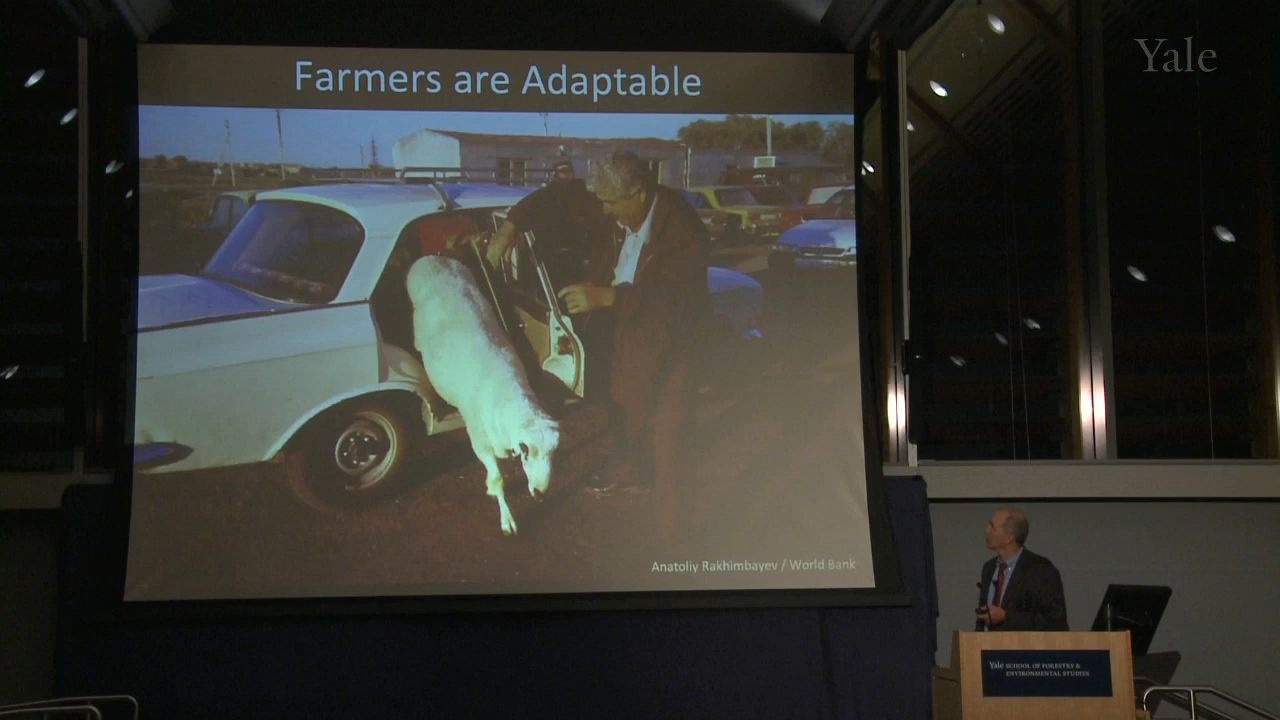 Farmers are Adaptable
Yale
Anatoliy Rakhimbayev / World Bank
Yale SCHOOL OF FORESTRY &
ENVIRONMENTAL STUDIES